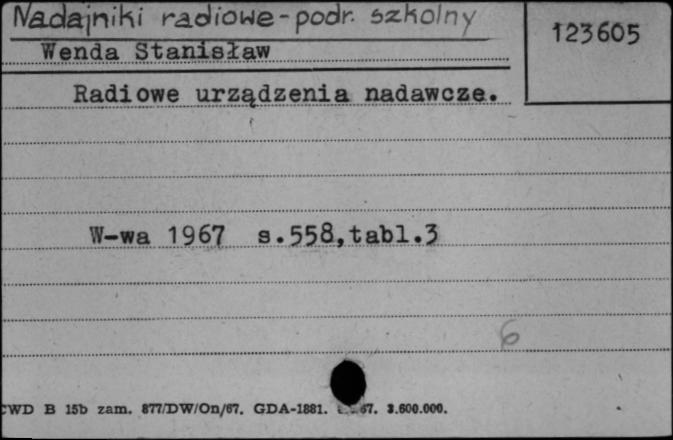 Nadajniki radiowe - podr. szkolny
123605
Wenda Stanisław
Radiowe urządzenia nadawcze.
W-wa 1967 s.558,tabl.3
6
WD B 15b zam. 877/DW/On/67. GDA-1881. 67. 3.600.000.